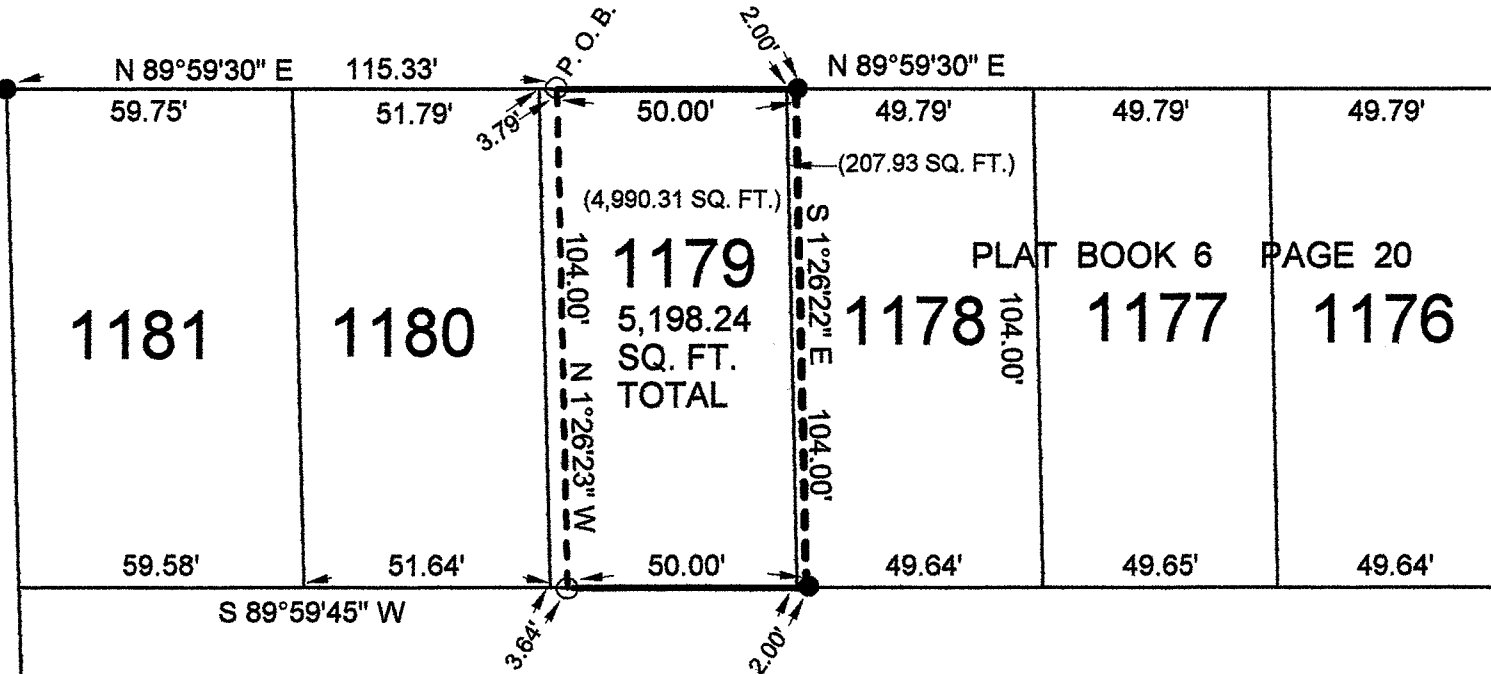 P. O. B.
2.00'
N 89°59'30" E 115.33'
N 89°59'30" E
59.75'
51.79'
3.79'
50.00'
49.79'
49.79'
49.79'
(207.93 SQ. FT.)
(4,990.31 SQ. FT.)
1181
1180
104.00' N 1°26'23" W
1179
5,198.24
SQ. FT.
TOTAL
S 1°26'22" E 104.00'
PLAT BOOK 6 PAGE 20
1178
104.00'
1177
1176
59.58'
51.64'
50.00'
49.64'
49.65'
49.64'
S 89°59'45" W
3.64'
2.00'